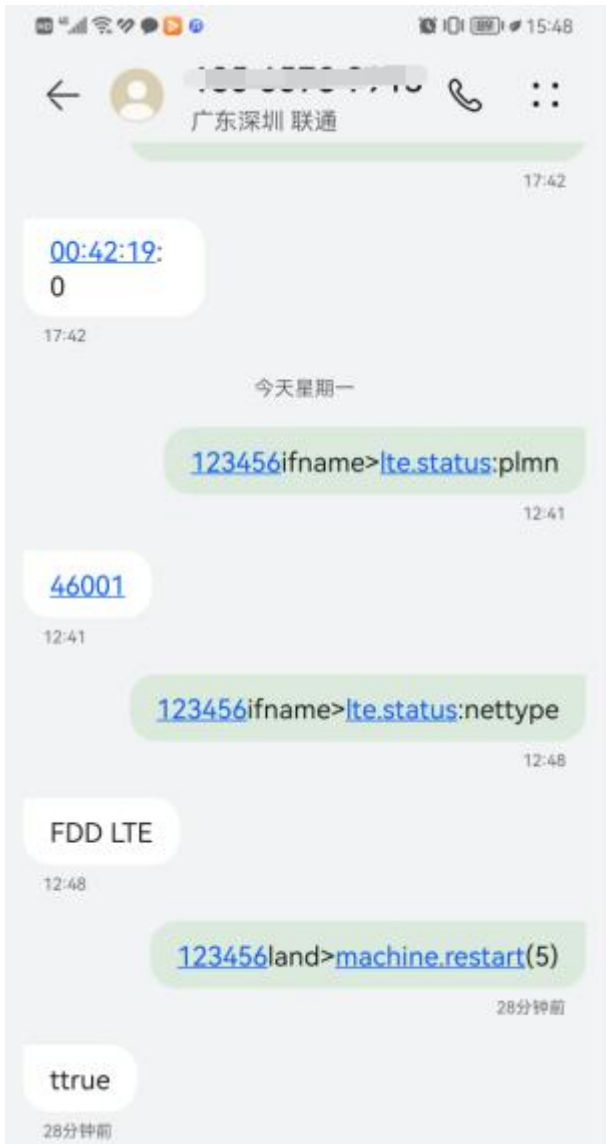 15:48
广东深圳 联通
17:42
00:42:19:
0
17:42
今天星期一
123456ifname>lte.status:plmn
12:41
46001
12:41
123456ifname>lte.status:nettype
12:48
FDD LTE
12:48
123456land>machine.restart(5)
28分钟前
ttrue
28分钟前